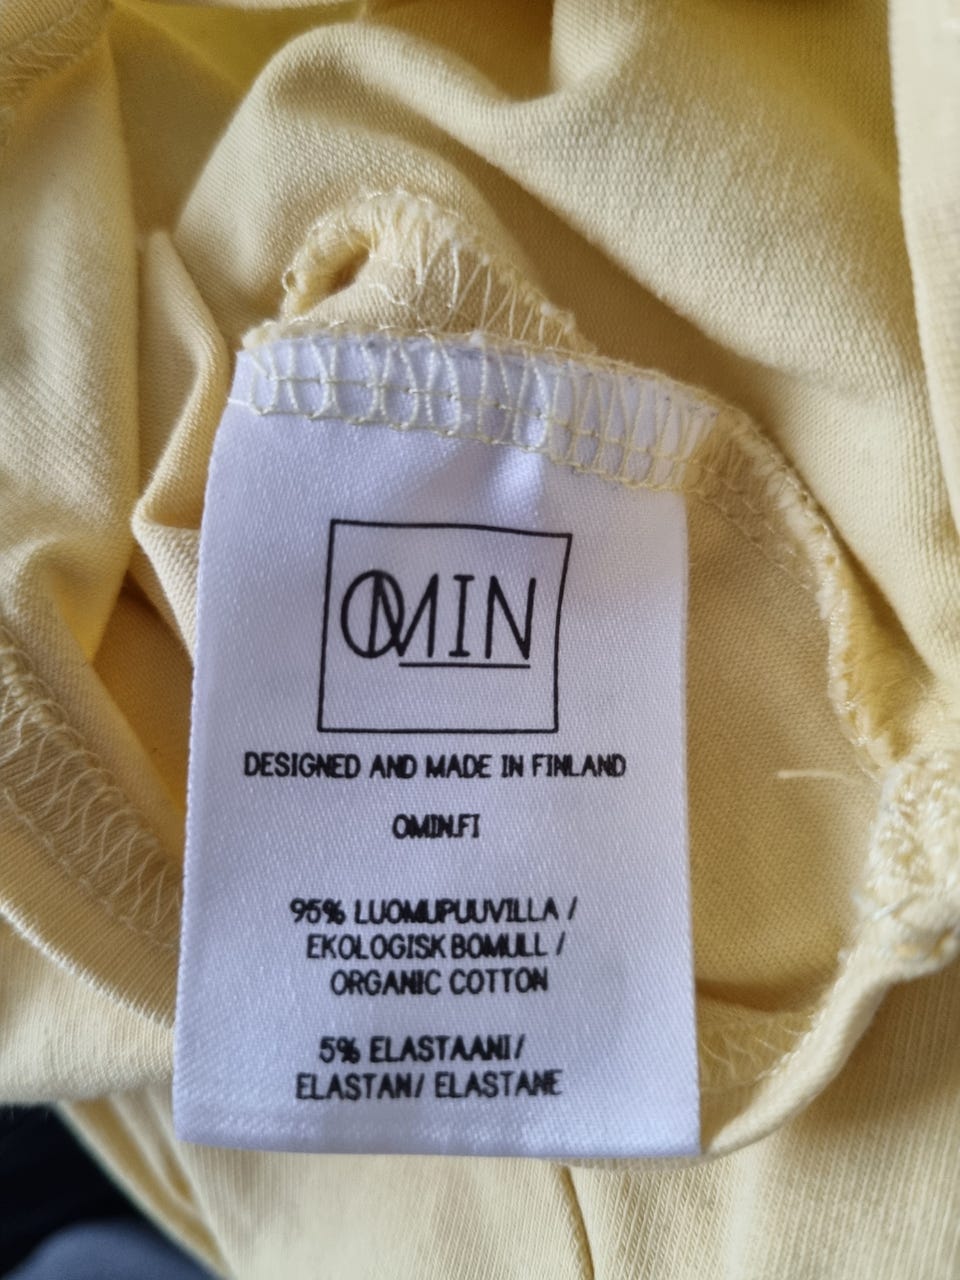 OMIN
DESIGNED AND MADE IN FINLAND
OMIN.FI
95% LUOMUPUUVILLA /
EKOLOGISK BOMULL /
ORGANIC COTTON
5% ELASTAANI/
ELASTAN/ ELASTANE